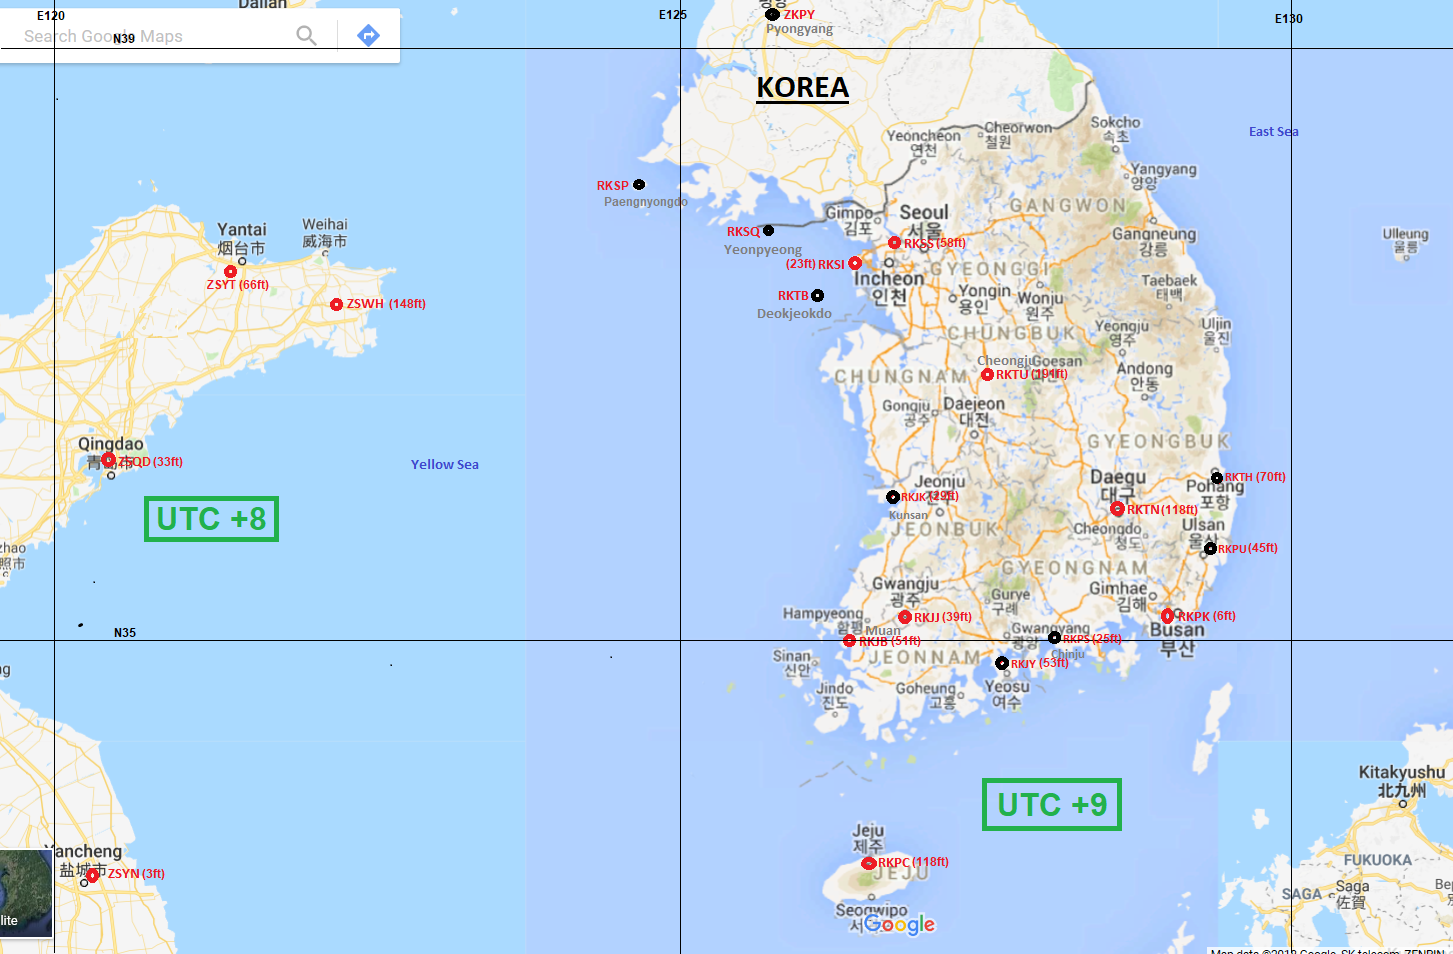 Dalian
E120
E125
ZKPY
Pyongyang
E130
Search Google Maps
N39
KOREA
Sokcho
속초
Cheorwon
철원
Yeoncheon
연천
East Sea
Yangyang
양양
RKSP
Paengnyongdo
GANGWON
Gimpo
김포
Seoul
서울
Weihai
威海市
Yantai
烟台市
RKSQ
Yeonpyeong
Gangneung
강릉
Ulleung
울릉
RKSS (58ft)
(23ft) RKSI
GYEONGGI
ZSYT (66ft)
Incheon
인천
Taebaek
태백
RKTB
Deokjeokdo
Yongin
용인
Wonju
원주
ZSWH (148ft)
CHUNGBUK
Yeongju
영주
Uljin
울진
Cheongju
Goesan
CHUNGNAM
RKTU (191ft)
Andong
안동
Gongju
공주
Daejeon
대전
GYEONGBUK
Qingdao
ZSQD (33ft)
Yellow Sea
Daegu
대구
RKTH (70ft)
Pohang
포항
Jeonju
전주
RKJK (29ft)
Kunsan
UTC +8
RKTN (118ft)
JEONBUK
Cheongdo
청도
Ulsan
울산
RKPU (45ft)
zhao
照市
GYEONGNAM
Gwangju
광주
Gurye
구례
Gimhae
김해
Hampyeong
함평
RKJJ (39ft)
RKPK (6ft)
Muan
Gwangyang
광양
Busan
부산
N35
RKJB (51ft)
RKPS (25ft)
Chinju
Sinan
신안
JEONNAM
RKJY (53ft)
ng
Jindo
진도
Goheung
고흥
Yeosu
여수
Kitakyushu
北九州
UTC +9
Jeju
제주
Yancheng
盐城市
FUKUOKA
RKPC (118ft)
JEJU
ZSYN (3ft)
SAGA
Saga
佐賀
Seogwipo
Google
lite
Map data ©2018 Google, SK telecom, ZENRIN